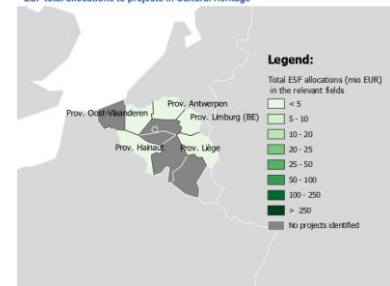 ESF total allocations to projects in Cultural Heritage
Legend:
Total ESF allocations (mio EUR)
in the relevant fields
< 5
5 - 10
10 - 20
20 - 25
25 - 50
50 - 100
100 - 250
> 250
No projects identified
Prov. Antwerpen
Prov. Oost-Vlaanderen
Prov. Limburg (BE)
Prov. Hainaut
Prov. Liège